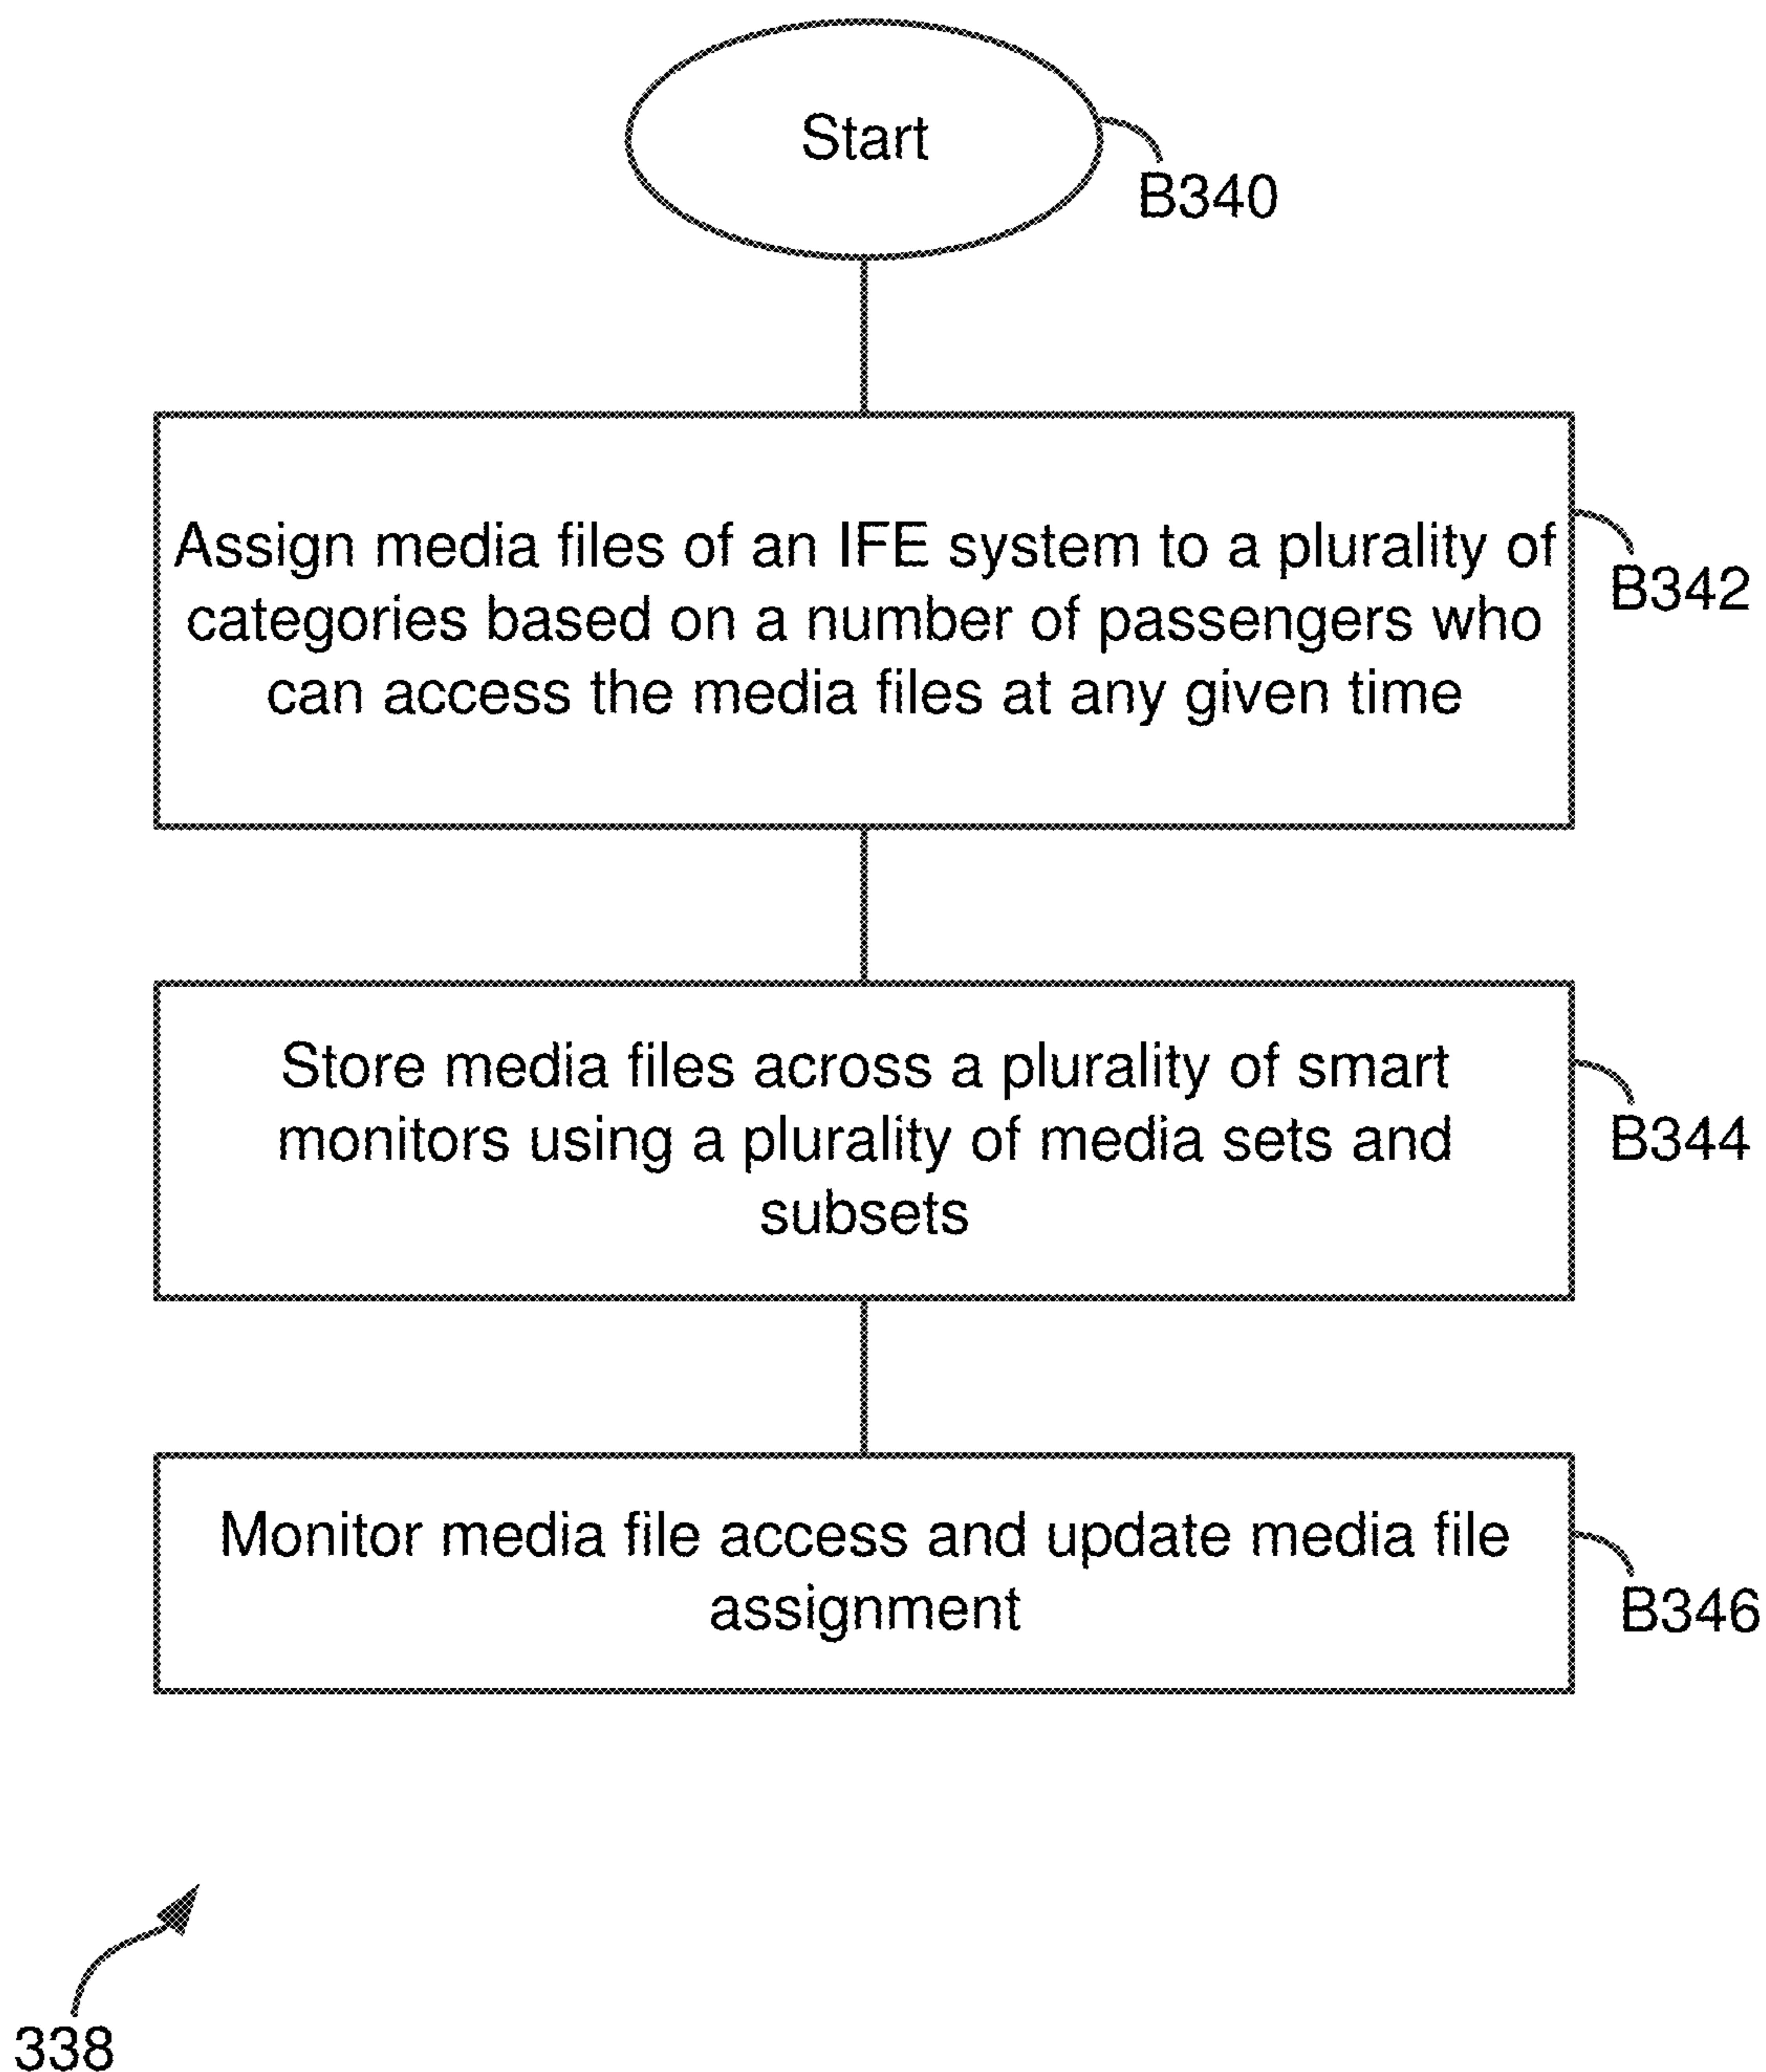 Start
B340
Assign media files of an IFE system to a plurality of
categories based on a number of passengers who
can access the media files at any given time
B342
Store media files across a plurality of smart
monitors using a plurality of media sets and
subsets
B344
Monitor media file access and update media file
assignment
B346
338